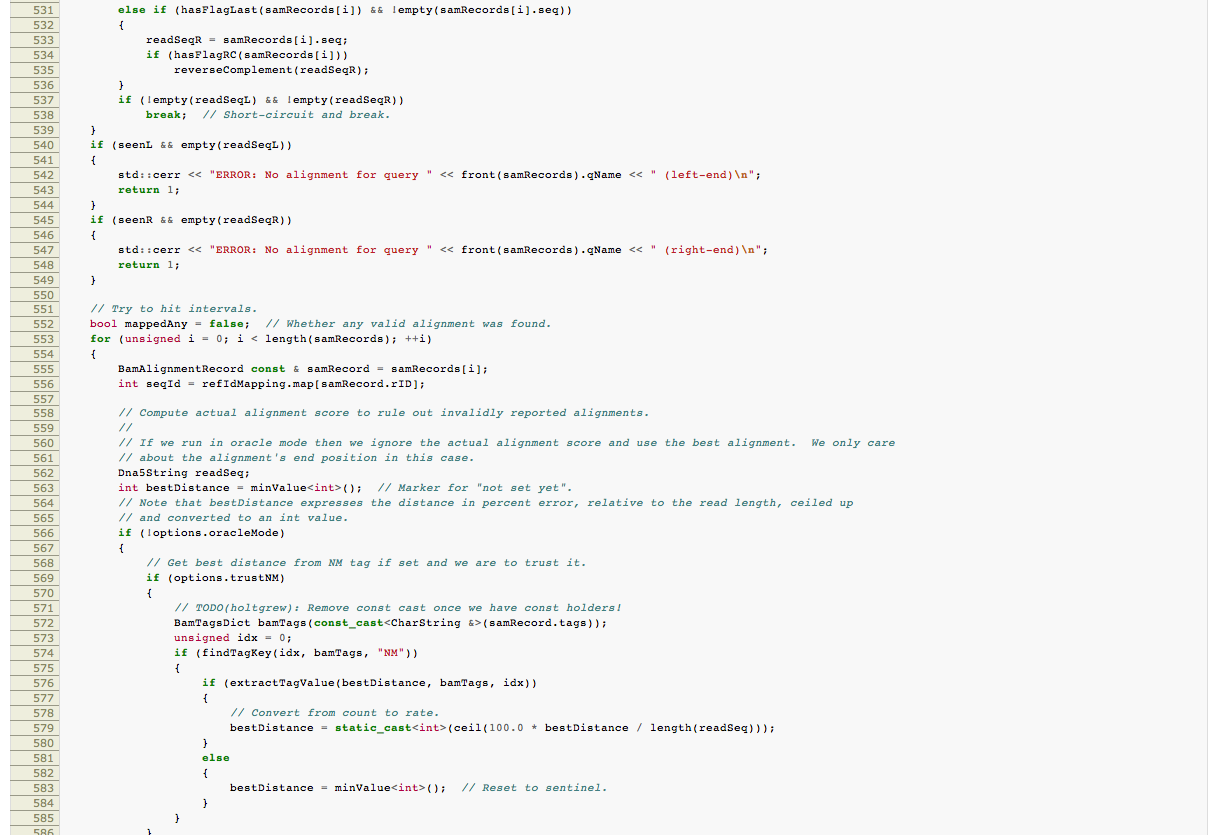 531 else if (hasFlagLast(samRecords[i]) && !empty(samRecords[i].seq))
532 {
533 readSeqR = samRecords[i].seq;
534 if (hasFlagRC(samRecords[i]))
535 reverseComplement(readSeqR);
536 }
537 if (!empty(readSeqL) && !empty(readSeqR))
538 break; // Short-circuit and break.
539 }
540 if (seenL && empty(readSeqL))
541 {
542 std::cerr << "ERROR: No alignment for query " << front(samRecords).qName << " (left-end)\n";
543 return 1;
544 }
545 if (seenR && empty(readSeqR))
546 {
547 std::cerr << "ERROR: No alignment for query " << front(samRecords).qName << " (right-end)\n";
548 return 1;
549 }
550
551 // Try to hit intervals.
552 bool mappedAny = false; // Whether any valid alignment was found.
553 for (unsigned i = 0; i < length(samRecords); ++i)
554 {
555 BamAlignmentRecord const & samRecord = samRecords[i];
556 int seqId = refIdMapping.map[samRecord.rID];
557
558 // Compute actual alignment score to rule out invalidly reported alignments.
559 //
560 // If we run in oracle mode then we ignore the actual alignment score and use the best alignment.  We only care
561 // about the alignment's end position in this case.
562 Dna5String readSeq;
563 int bestDistance = minValue<int>(); // Marker for "not set yet".
564 // Note that bestDistance expresses the distance in percent error, relative to the read length, ceiled up
565 // and converted to an int value.
566 if (!options.oracleMode)
567 {
568 // Get best distance from NM tag if set and we are to trust it.
569 if (options.trustNM)
570 {
571 // TODO(holtgrew): Remove const cast once we have const holders!
572 BamTagsDict bamTags(const_cast<CharString &>(samRecord.tags));
573 unsigned idx = 0;
574 if (findTagKey(idx, bamTags, "NM"))
575 {
576 if (extractTagValue(bestDistance, bamTags, idx))
577 {
578 // Convert from count to rate.
579 bestDistance = static_cast<int>(ceil(100.0 * bestDistance / length(readSeq)));
580 }
581 else
582 {
583 bestDistance = minValue<int>(); // Reset to sentinel.
584 }
585 }
586 }